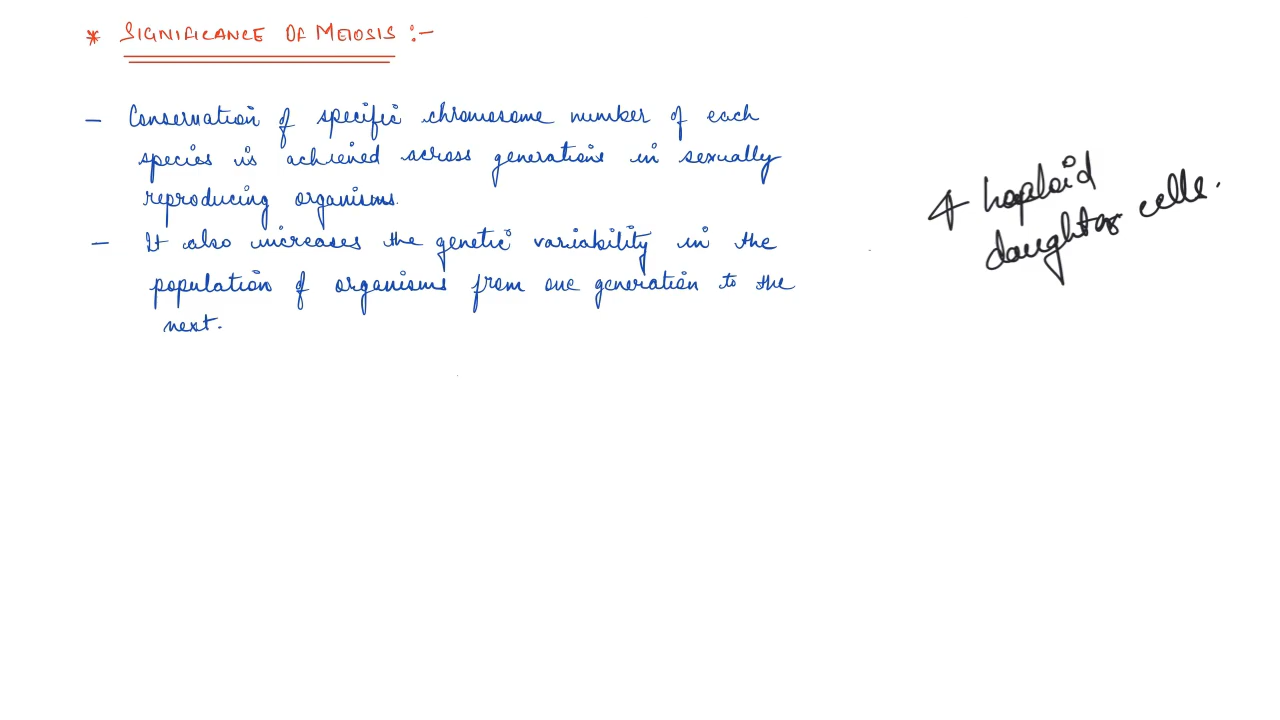 * SIGNIFICANCE OF MEIOSIS :-
- Conservation of specific chromosome number of each
species is achieved across generations in sexually
reproducing organisms.
- It also increases the genetic variability in the
population of organisms from one generation to the
next.
4 haploid
daughter cells.